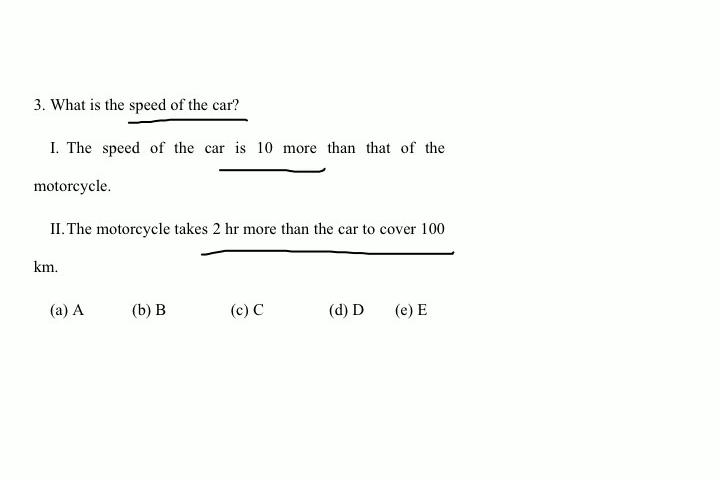 3. What is the speed of the car?
I. The speed of the car is 10 more than that of the
motorcycle.
II. The motorcycle takes 2 hr more than the car to cover 100
km.
(a) A (b) B (c) C (d) D (e) E